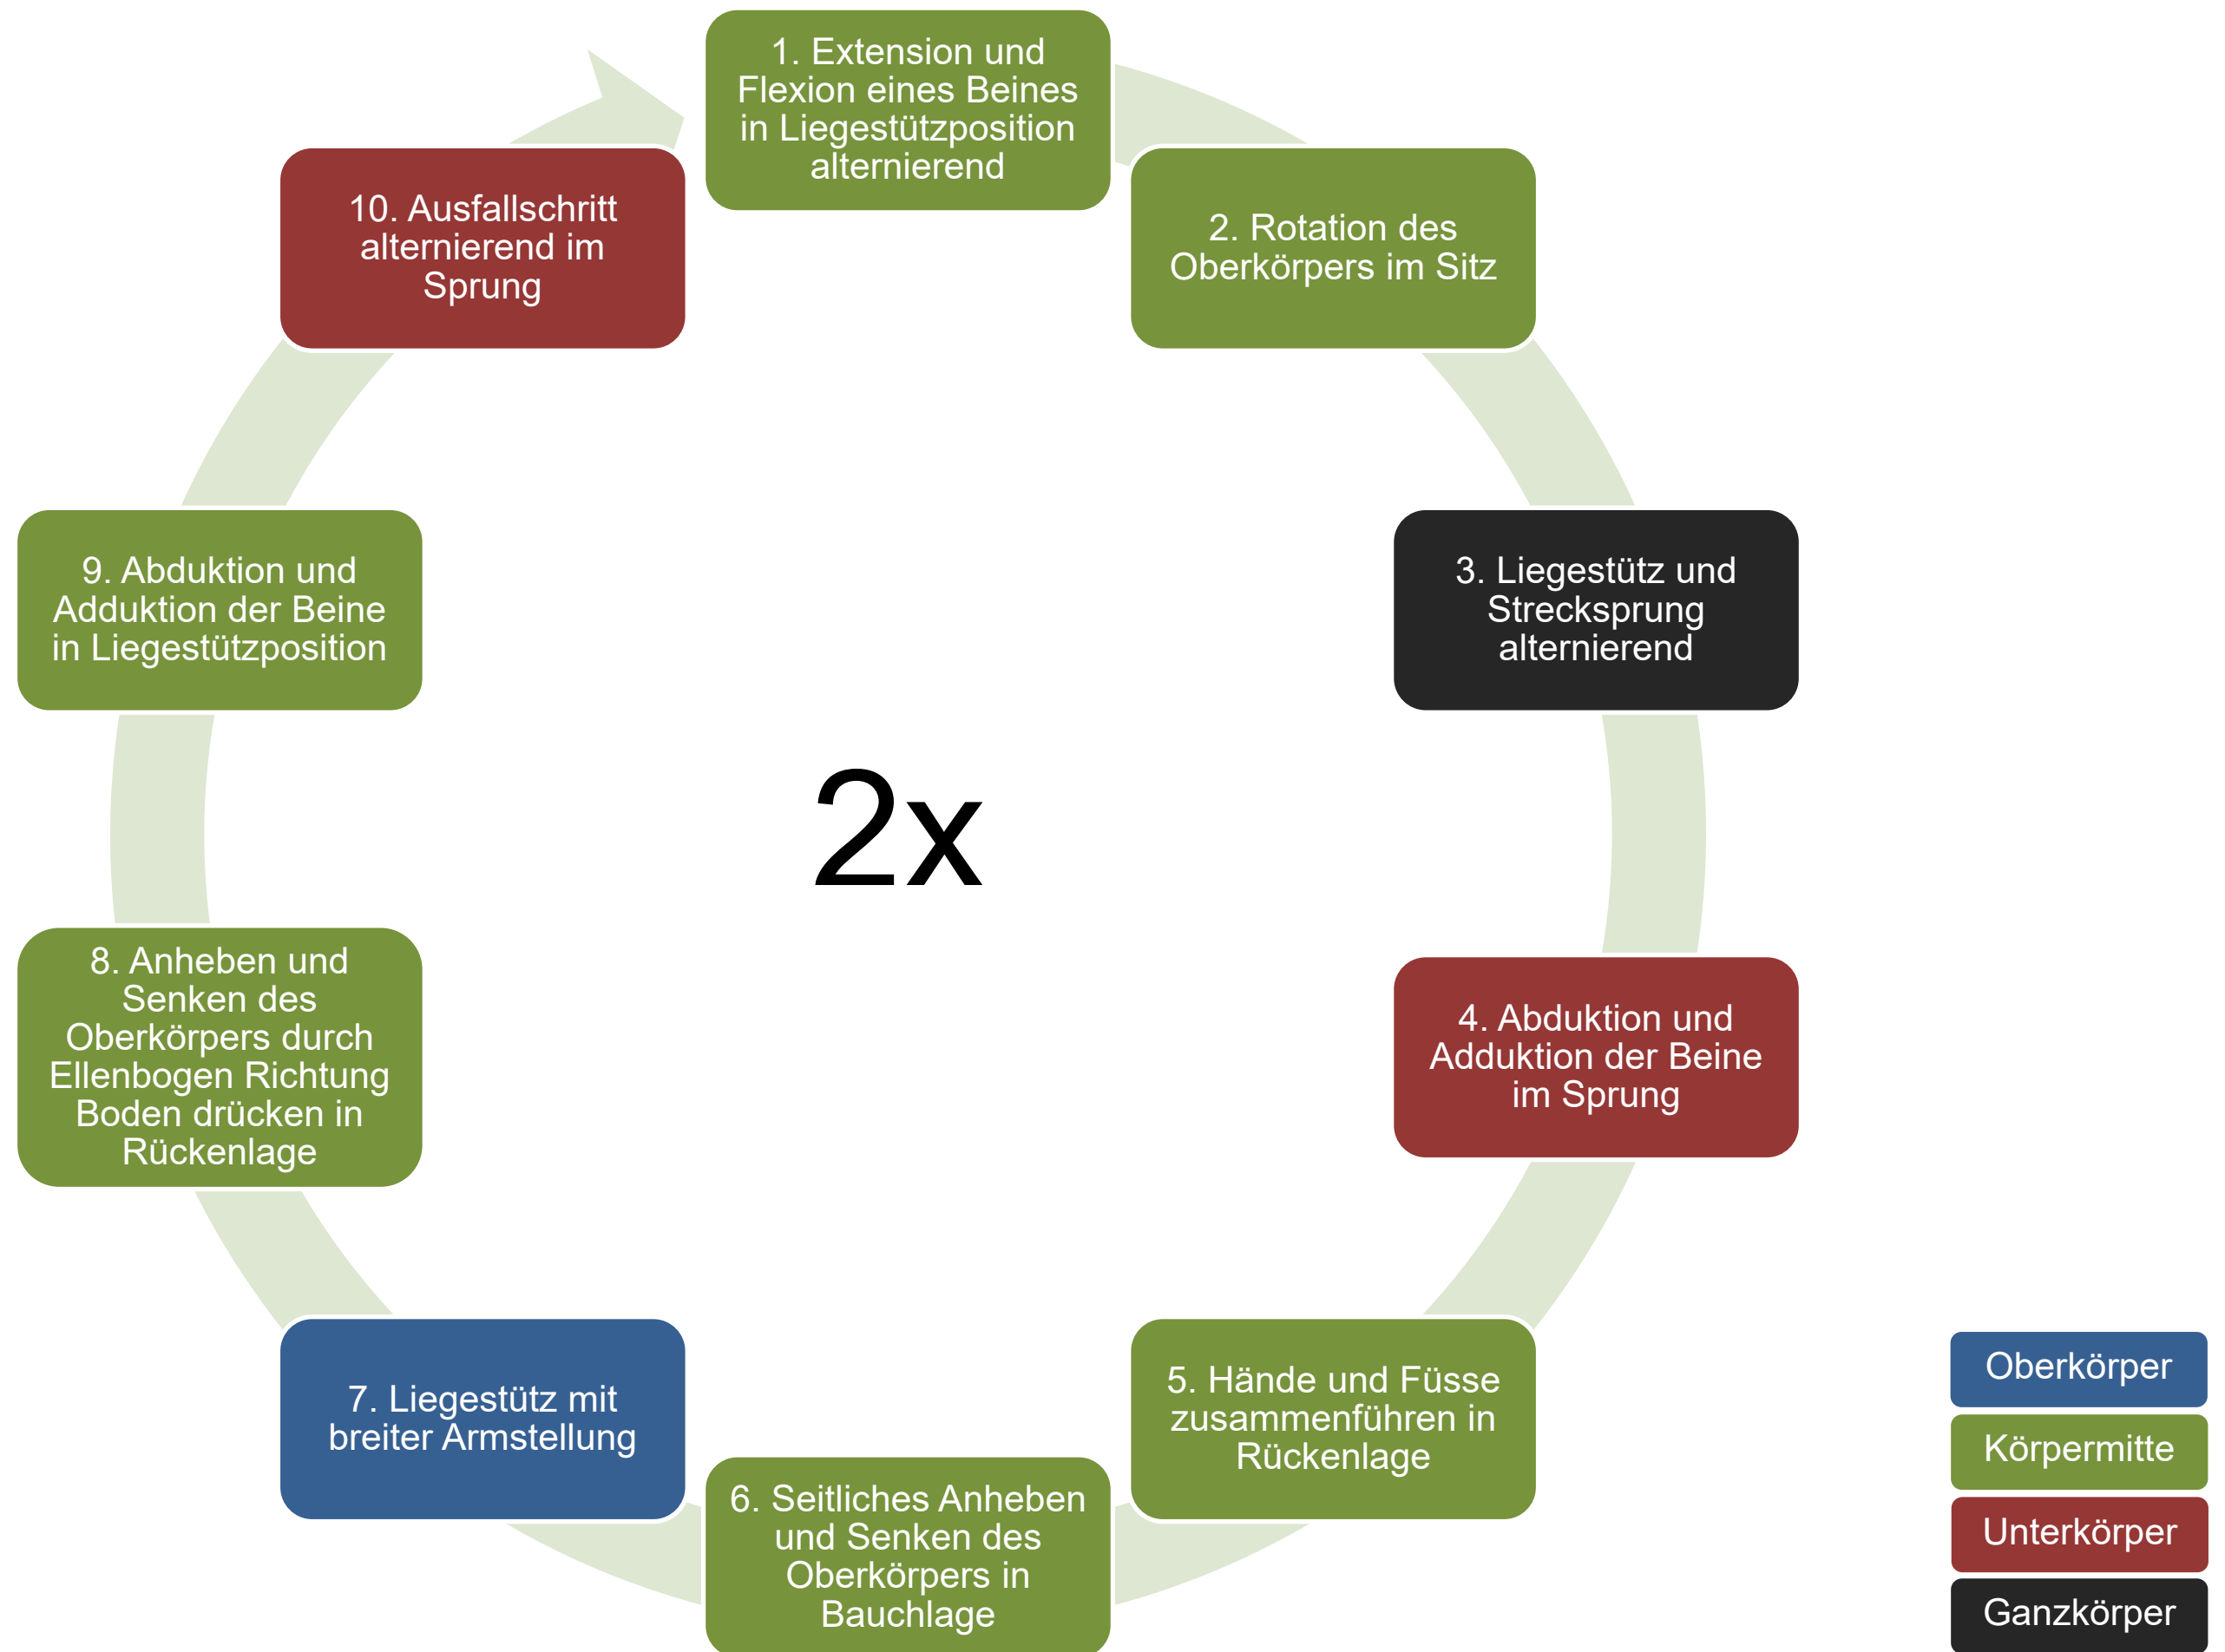 1. Extension und
Flexion eines Beines
in Liegestützposition
alternierend
2. Rotation des
Oberkörpers im Sitz
3. Liegestütz und
Strecksprung
alternierend
4. Abduktion und
Adduktion der Beine
im Sprung
5. Hände und Füsse
zusammenführen in
Rückenlage
6. Seitliches Anheben
und Senken des
Oberkörpers in
Bauchlage
7. Liegestütz mit
breiter Armstellung
8. Anheben und
Senken des
Oberkörpers durch
Ellenbogen Richtung
Boden drücken in
Rückenlage
9. Abduktion und
Adduktion der Beine
in Liegestützposition
10. Ausfallschritt
alternierend im
Sprung
2x
Oberkörper
Körpermitte
Unterkörper
Ganzkörper